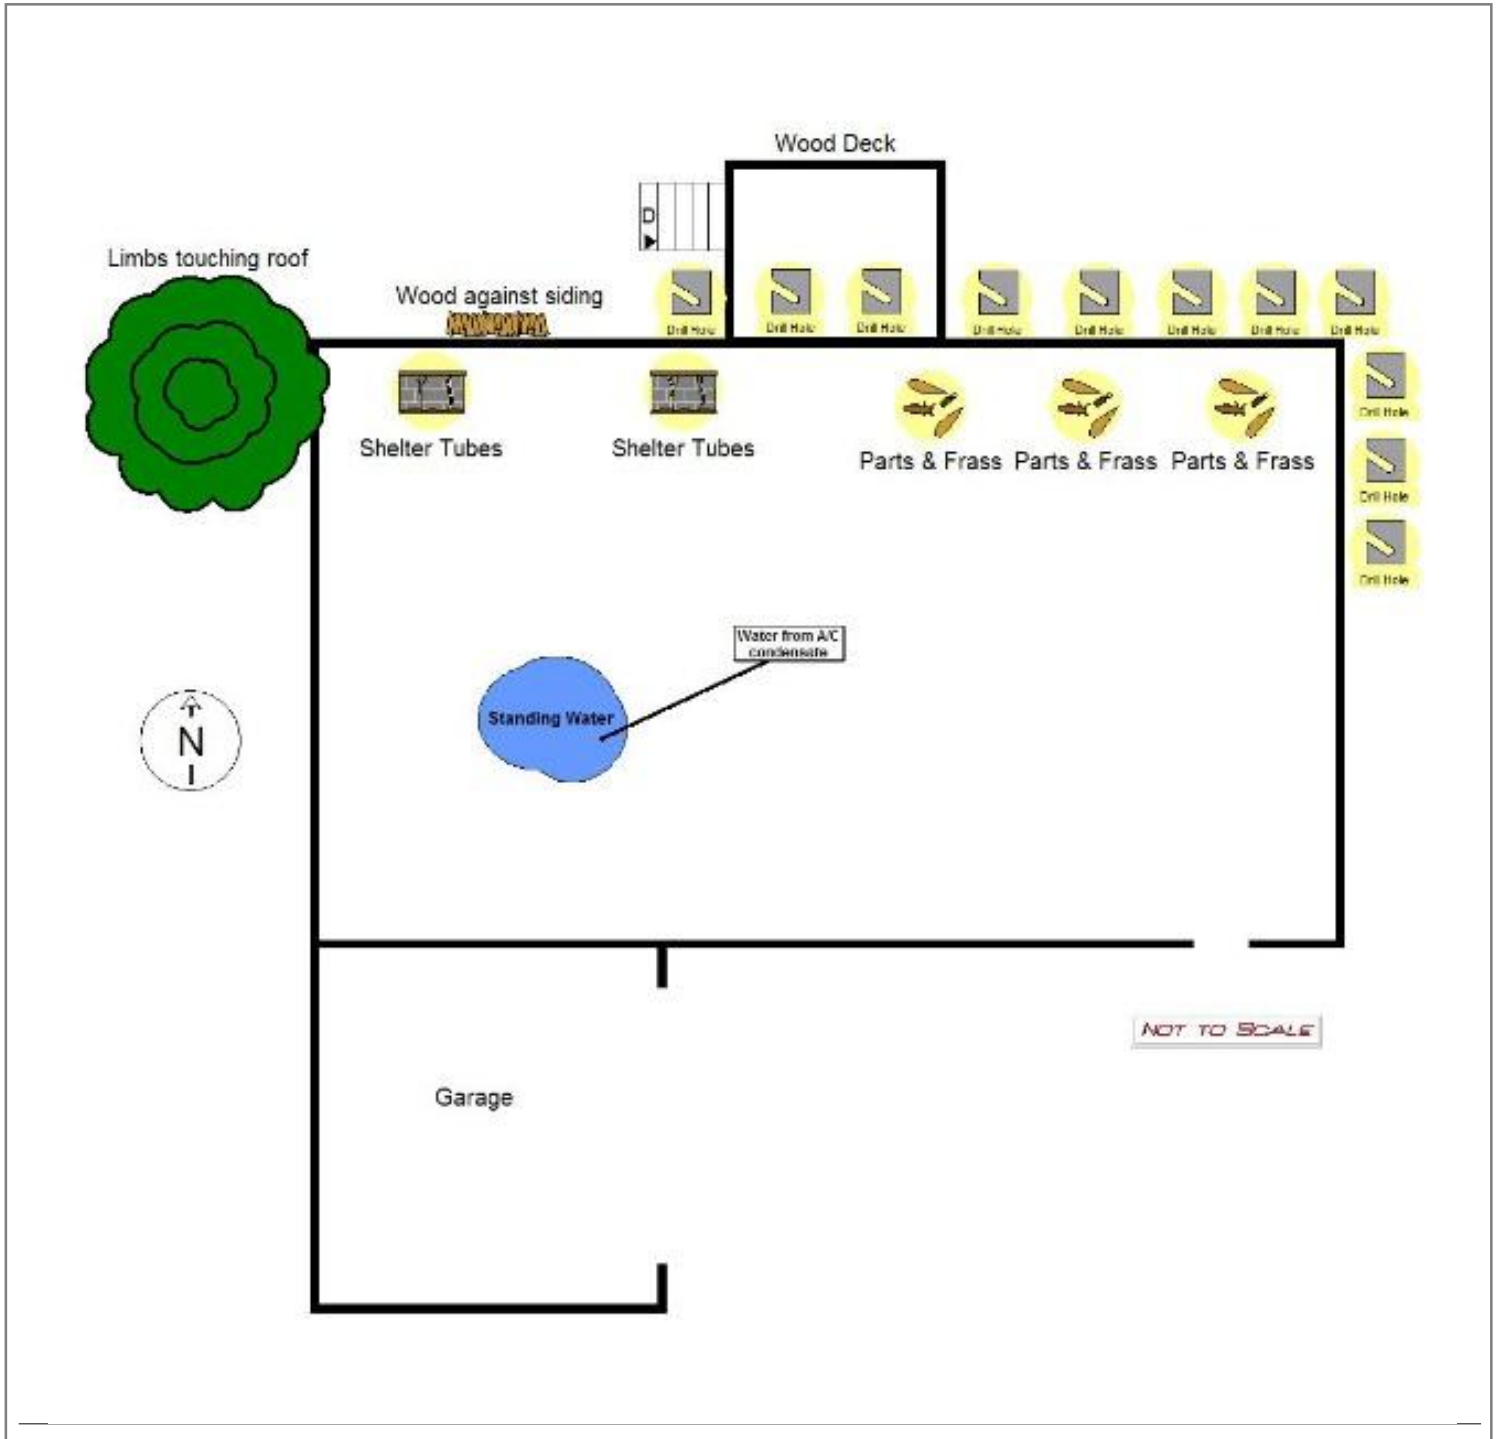 Wood Deck
D
Limbs touching roof
Wood against siding
Drill Hole
Drill Hole
Drill Hole
Drill Hole
Drill Hole
Drill Hole
Drill Hole
Drill Hole
Drill Hole
Drill Hole
Drill Hole
Shelter Tubes
Shelter Tubes
Parts & Frass
Parts & Frass
Parts & Frass
Water from A/C
condensate
Standing Water
N
NOT TO SCALE
Garage